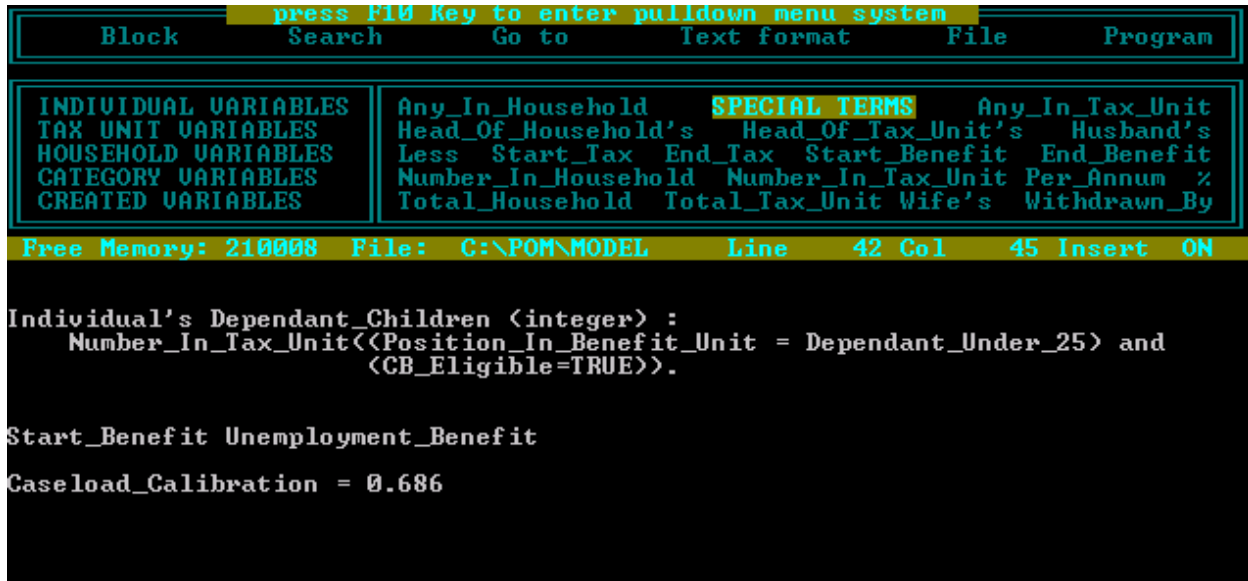 press F10 Key to enter pulldown menu system
Block Search Go to Text format File Program
INDIVIDUAL VARIABLES
TAX UNIT VARIABLES
HOUSEHOLD VARIABLES
CATEGORY VARIABLES
CREATED VARIABLES
Any_In_Household SPECIAL TERMS Any_In_Tax_Unit
Head_Of_Household's Head_Of_Tax_Unit's Husband's
Less Start_Tax End_Tax Start_Benefit End_Benefit
Number_In_Household Number_In_Tax_Unit Per_Annum %
Total_Household Total_Tax_Unit Wife's Withdrawn_By
Free Memory: 210008 File: C:\POM\MODEL Line 42 Col 45 Insert ON
Individual's Dependant_Children (integer) :
Number_In_Tax_Unit((Position_In_Benefit_Unit = Dependant_Under_25) and
(CB_Eligible=TRUE)).
Start_Benefit Unemployment_Benefit
Caseload_Calibration = 0.686